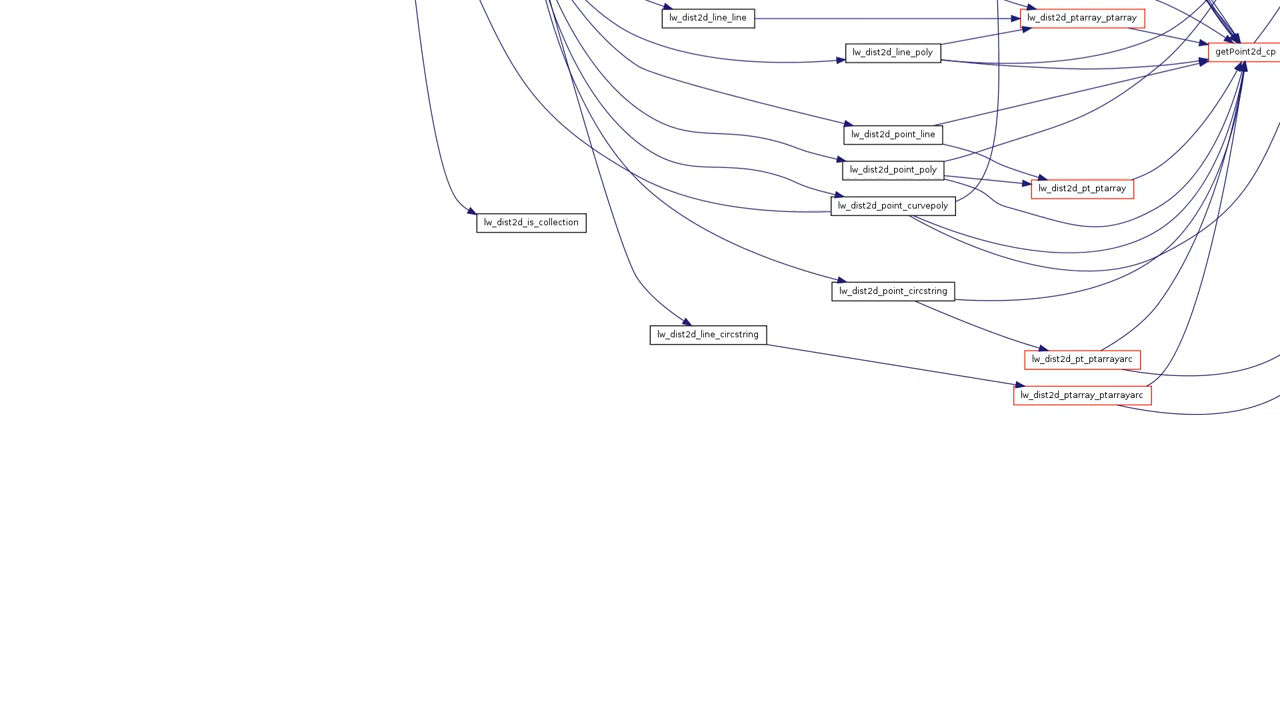 lw_dist2d_line_line
lw_dist2d_ptarray_ptarray
lw_dist2d_line_poly
getPoint2d_cp
lw_dist2d_point_line
lw_dist2d_point_poly
lw_dist2d_pt_ptarray
lw_dist2d_point_curvepoly
lw_dist2d_is_collection
lw_dist2d_point_circstring
lw_dist2d_line_circstring
lw_dist2d_pt_ptarrayarc
lw_dist2d_ptarray_ptarrayarc